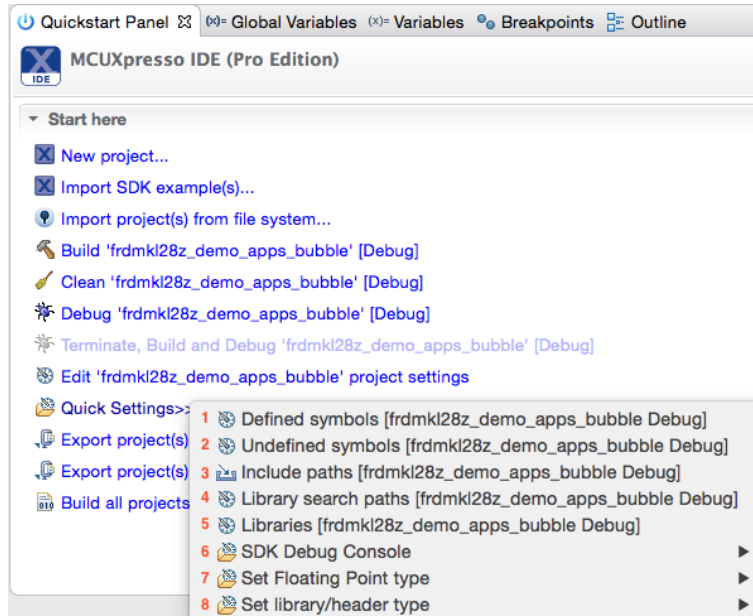 Quickstart Panel (x)= Global Variables (x)= Variables Breakpoints Outline
IDE
MCUXpresso IDE (Pro Edition)
Start here
New project...
Import SDK example(s)...
Import project(s) from file system...
Build 'frdmkl28z_demo_apps_bubble' [Debug]
Clean 'frdmkl28z_demo_apps_bubble' [Debug]
Debug 'frdmkl28z_demo_apps_bubble' [Debug]
Terminate, Build and Debug 'frdmkl28z_demo_apps_bubble' [Debug]
Edit 'frdmkl28z_demo_apps_bubble' project settings
Quick Settings>>
Export project(s)
Export project(s)
Build all projects
1 Defined symbols [frdmkl28z_demo_apps_bubble Debug]
2 Undefined symbols [frdmkl28z_demo_apps_bubble Debug]
3 Include paths [frdmkl28z_demo_apps_bubble Debug]
4 Library search paths [frdmkl28z_demo_apps_bubble Debug]
5 Libraries [frdmkl28z_demo_apps_bubble Debug]
6 SDK Debug Console
7 Set Floating Point type
8 Set library/header type